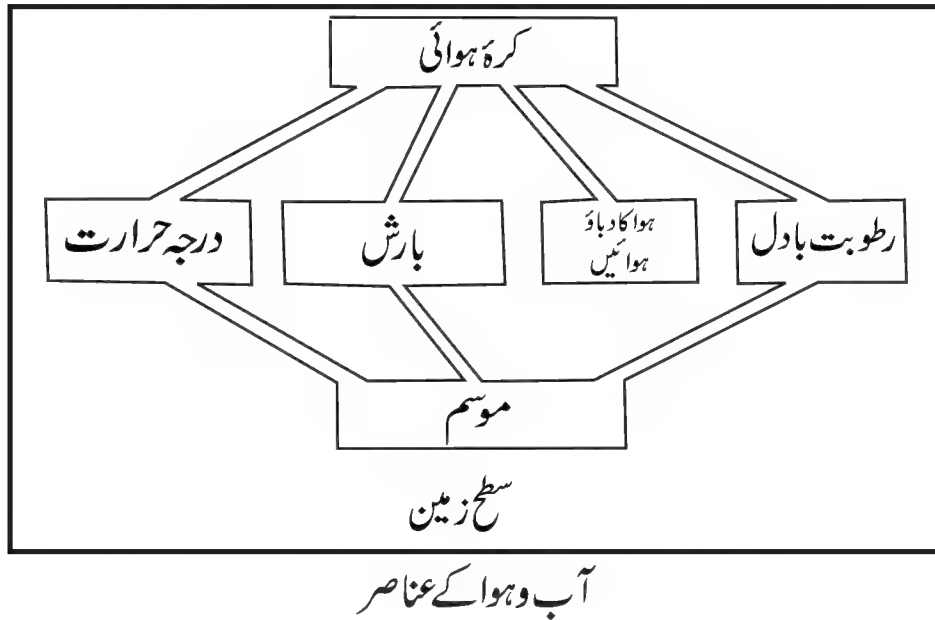 کرۂ ہوائی
رطوبت بادل
ہوا کا دباؤ
ہوائیں
بارش
درجہ حرارت
موسم
سطح زمین
آب و ہوا کے عناصر